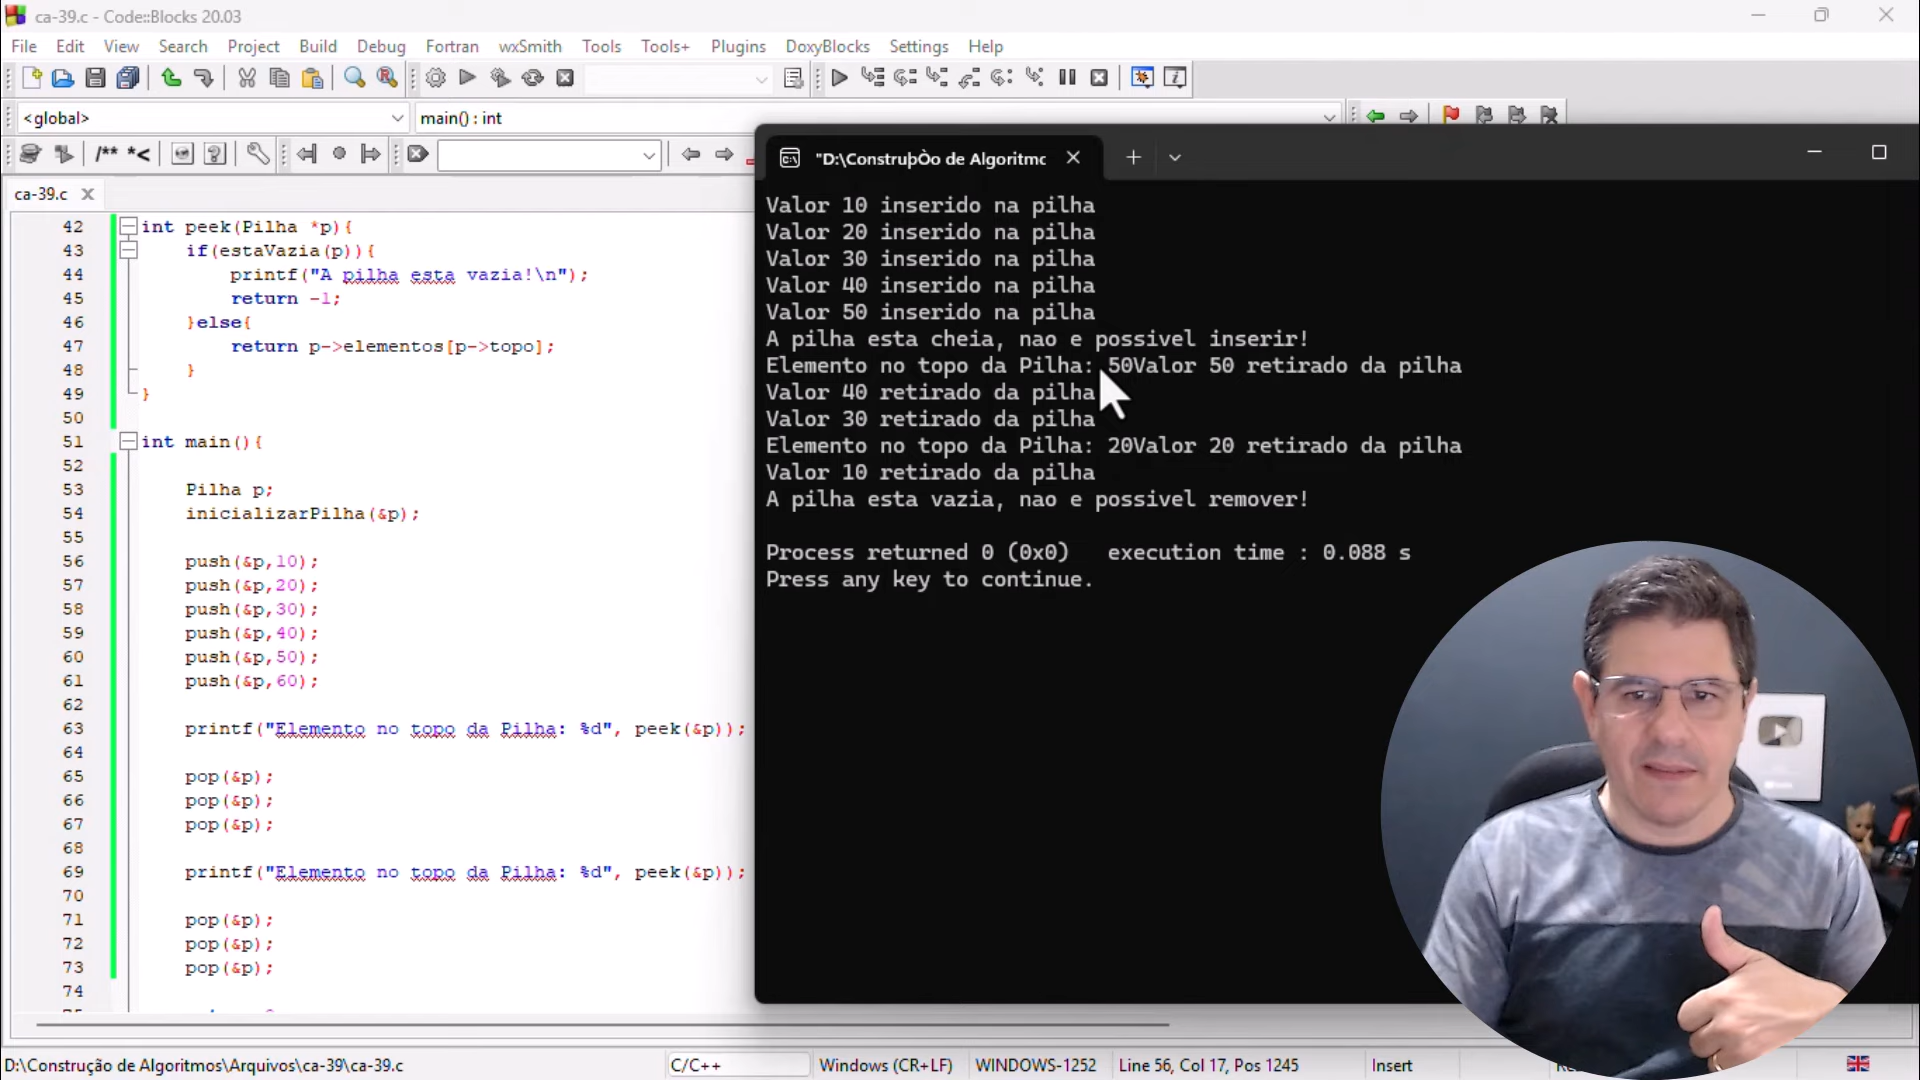 ca-39.c - Code::Blocks 20.03
File Edit View Search Project Build Debug Fortran wxSmith Tools Tools+ Plugins DoxyBlocks Settings Help
<global> main() : int
/** *<
ca-39.c
42 int peek(Pilha *p){
43 if(estaVazia(p)){
44 printf("A pilha esta vazia!\n");
45 return -1;
46 }else{
47 return p->elementos[p->topo];
48 }
49 }
50
51 int main(){
52
53 Pilha p;
54 inicializarPilha(&p);
55
56 push(&p,10);
57 push(&p,20);
58 push(&p,30);
59 push(&p,40);
60 push(&p,50);
61 push(&p,60);
62
63 printf("Elemento no topo da Pilha: %d", peek(&p));
64
65 pop(&p);
66 pop(&p);
67 pop(&p);
68
69 printf("Elemento no topo da Pilha: %d", peek(&p));
70
71 pop(&p);
72 pop(&p);
73 pop(&p);
74
"D:\ConstruþÒo de Algoritmc
Valor 10 inserido na pilha
Valor 20 inserido na pilha
Valor 30 inserido na pilha
Valor 40 inserido na pilha
Valor 50 inserido na pilha
A pilha esta cheia, nao e possivel inserir!
Elemento no topo da Pilha: 50Valor 50 retirado da pilha
Valor 40 retirado da pilha
Valor 30 retirado da pilha
Elemento no topo da Pilha: 20Valor 20 retirado da pilha
Valor 10 retirado da pilha
A pilha esta vazia, nao e possivel remover!
Process returned 0 (0x0) execution time : 0.088 s
Press any key to continue.
D:\Construção de Algoritmos\Arquivos\ca-39\ca-39.c C/C++ Windows (CR+LF) WINDOWS-1252 Line 56, Col 17, Pos 1245 Insert